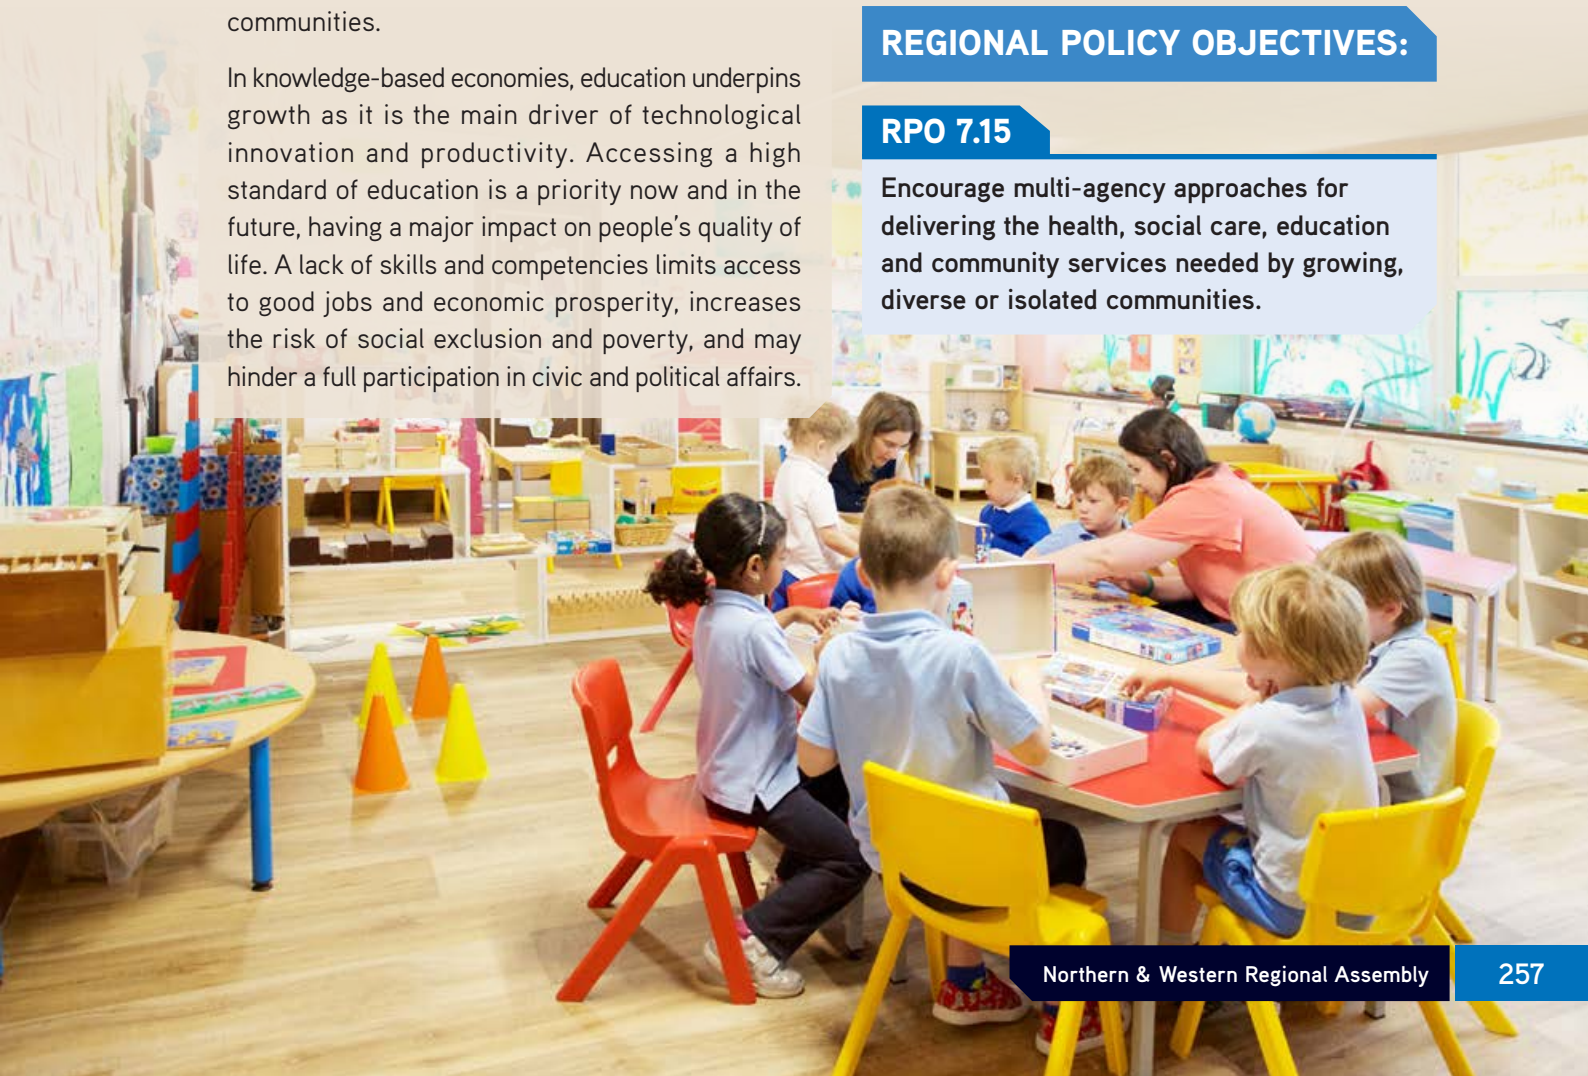 communities.
In knowledge-based economies, education underpins
growth as it is the main driver of technological
innovation and productivity. Accessing a high
standard of education is a priority now and in the
future, having a major impact on people's quality of
life. A lack of skills and competencies limits access
to good jobs and economic prosperity, increases
the risk of social exclusion and poverty, and may
hinder a full participation in civic and political affairs.
REGIONAL POLICY OBJECTIVES:
RPO 7.15
Encourage multi-agency approaches for
delivering the health, social care, education
and community services needed by growing,
diverse or isolated communities.
Northern & Western Regional Assembly
257